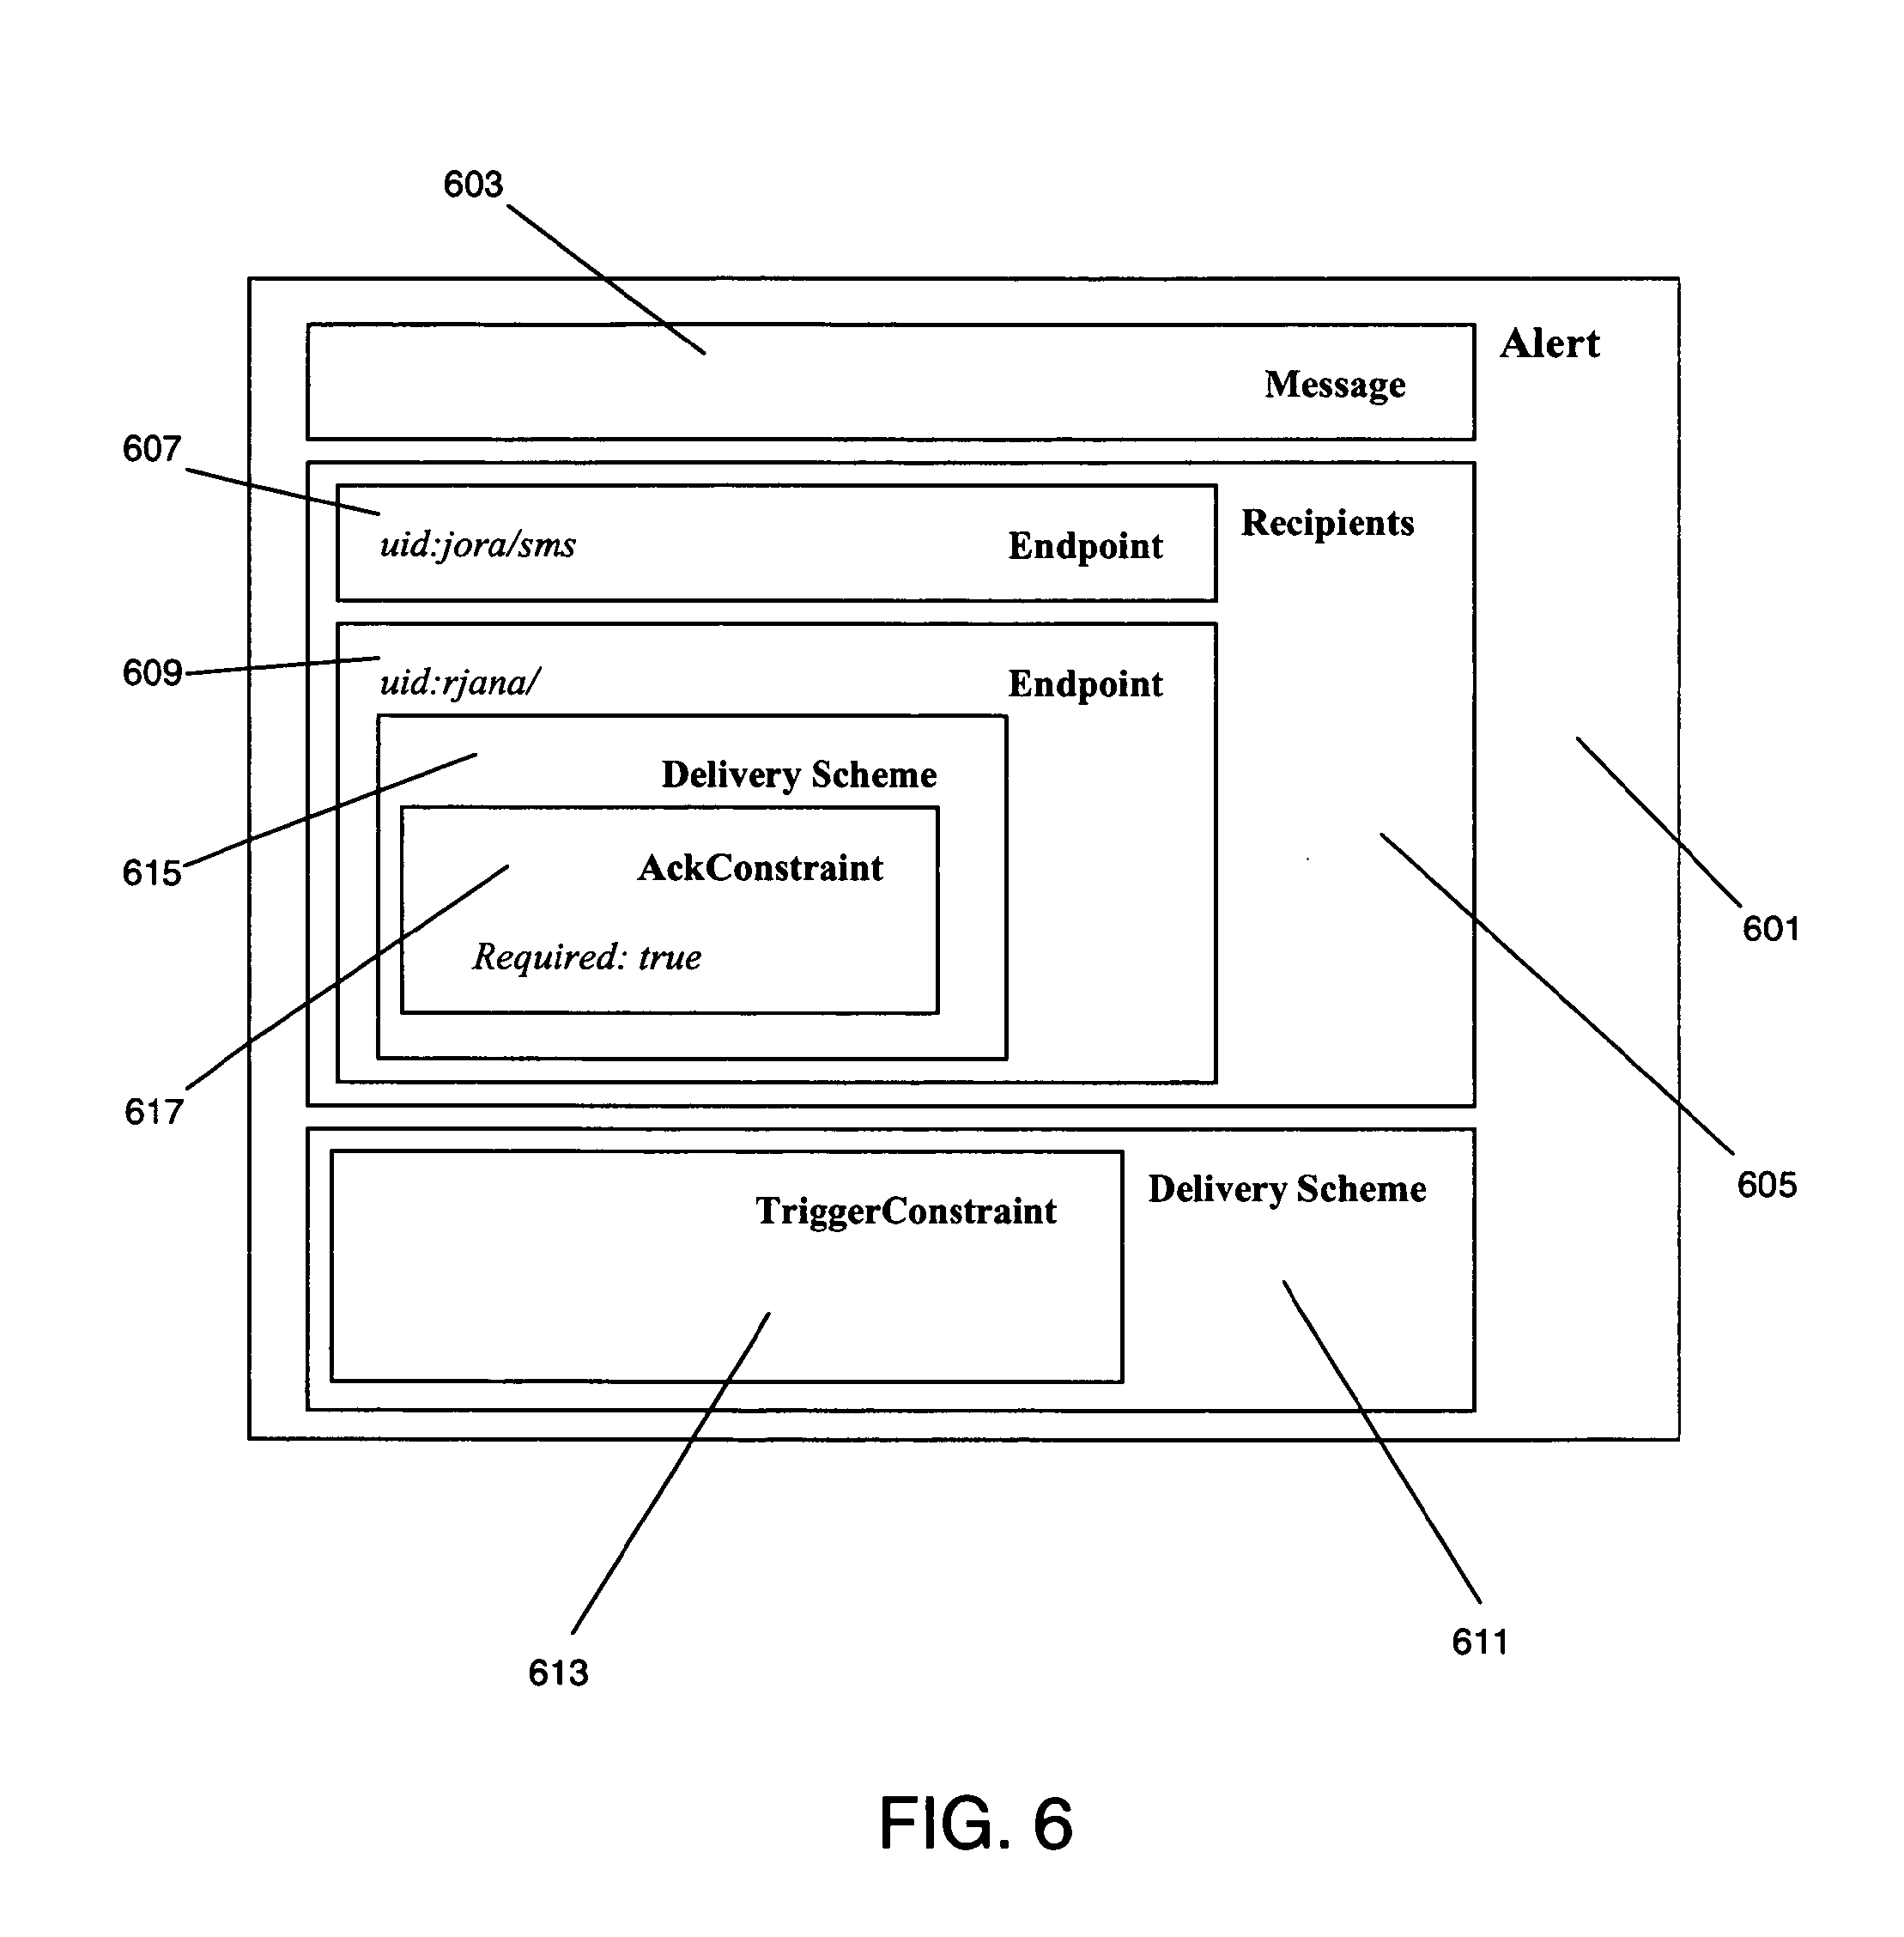 603
Alert
Message
607
Recipients
uid:jora/sms Endpoint
609
uid:rjana/ Endpoint
Delivery Scheme
615
AckConstraint
601
Required: true
617
605
Delivery Scheme
TriggerConstraint
611
613
FIG. 6